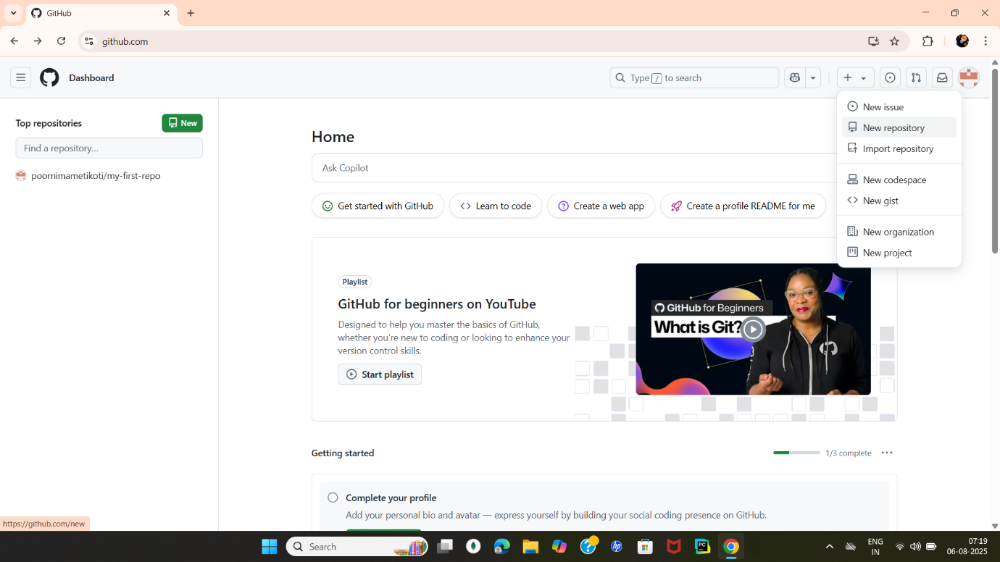 GitHub
github.com
Dashboard
Type / to search
Top repositories
New
Find a repository...
poornimametikoti/my-first-repo
Home
Ask Copilot
Get started with GitHub
Learn to code
Create a web app
Create a profile README for me
New issue
New repository
Import repository
New codespace
New gist
New organization
New project
Playlist
GitHub for beginners on YouTube
Designed to help you master the basics of GitHub,
whether you're new to coding or looking to enhance your
version control skills.
Start playlist
GitHub for Beginners
What is Git?
Getting started
1/3 complete
Complete your profile
Add your personal bio and avatar — express yourself by building your social coding presence on GitHub.
https://github.com/new
Search
PC
hp
ENG
IN
07:19
06-08-2025